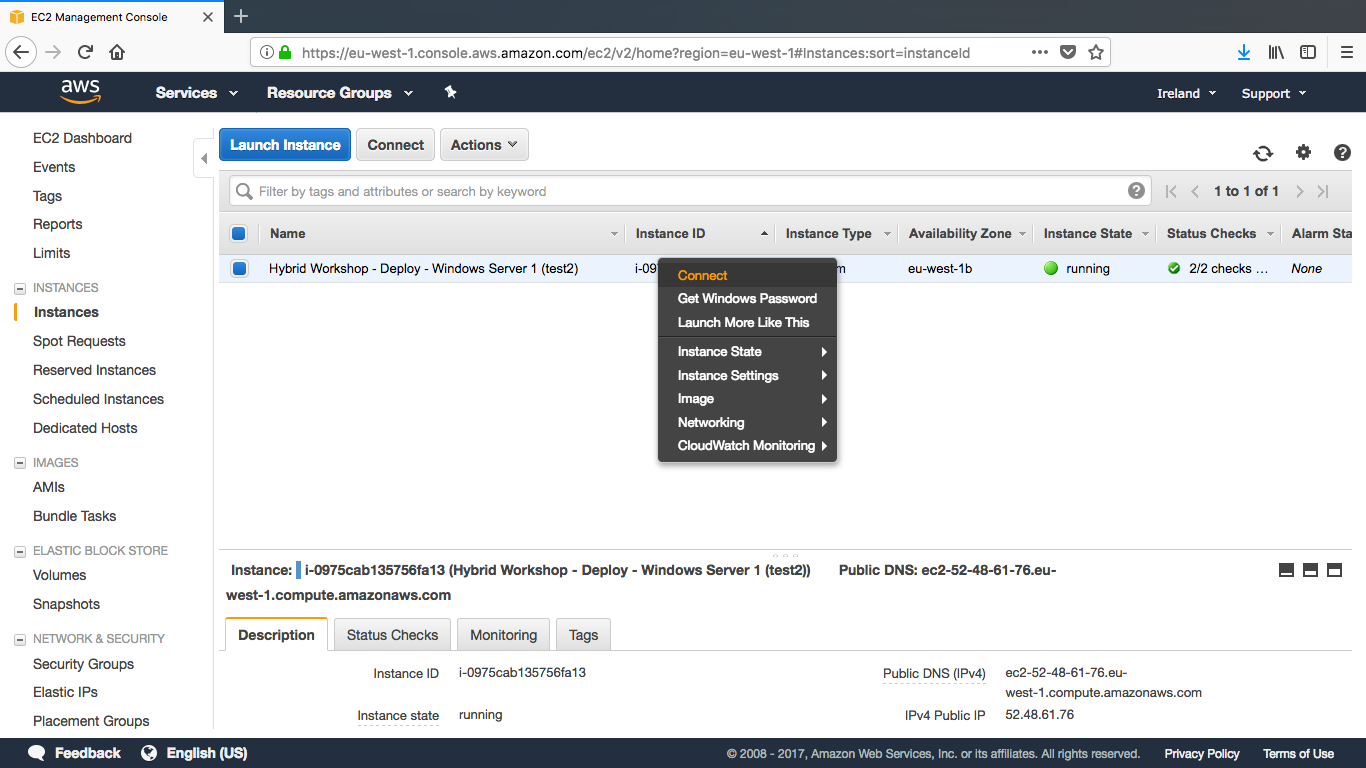 EC2 Management Console
https://eu-west-1.console.aws.amazon.com/ec2/v2/home?region=eu-west-1#Instances:sort=instanceId
aws Services Resource Groups Ireland Support
EC2 Dashboard
Events
Tags
Reports
Limits
INSTANCES
Instances
Spot Requests
Reserved Instances
Scheduled Instances
Dedicated Hosts
IMAGES
AMIs
Bundle Tasks
ELASTIC BLOCK STORE
Volumes
Snapshots
NETWORK & SECURITY
Security Groups
Elastic IPs
Placement Groups
Launch Instance Connect Actions
Filter by tags and attributes or search by keyword 1 to 1 of 1
Name Instance ID Instance Type Availability Zone Instance State Status Checks Alarm Sta
Hybrid Workshop - Deploy - Windows Server 1 (test2) i-09 m eu-west-1b running 2/2 checks ... None
Connect
Get Windows Password
Launch More Like This
Instance State
Instance Settings
Image
Networking
CloudWatch Monitoring
Instance: i-0975cab135756fa13 (Hybrid Workshop - Deploy - Windows Server 1 (test2)) Public DNS: ec2-52-48-61-76.eu-
west-1.compute.amazonaws.com
Description Status Checks Monitoring Tags
Instance ID i-0975cab135756fa13 Public DNS (IPv4) ec2-52-48-61-76.eu-
west-1.compute.amazonaws.com
Instance state running IPv4 Public IP 52.48.61.76
Feedback English (US) © 2008 - 2017, Amazon Web Services, Inc. or its affiliates. All rights reserved. Privacy Policy Terms of Use